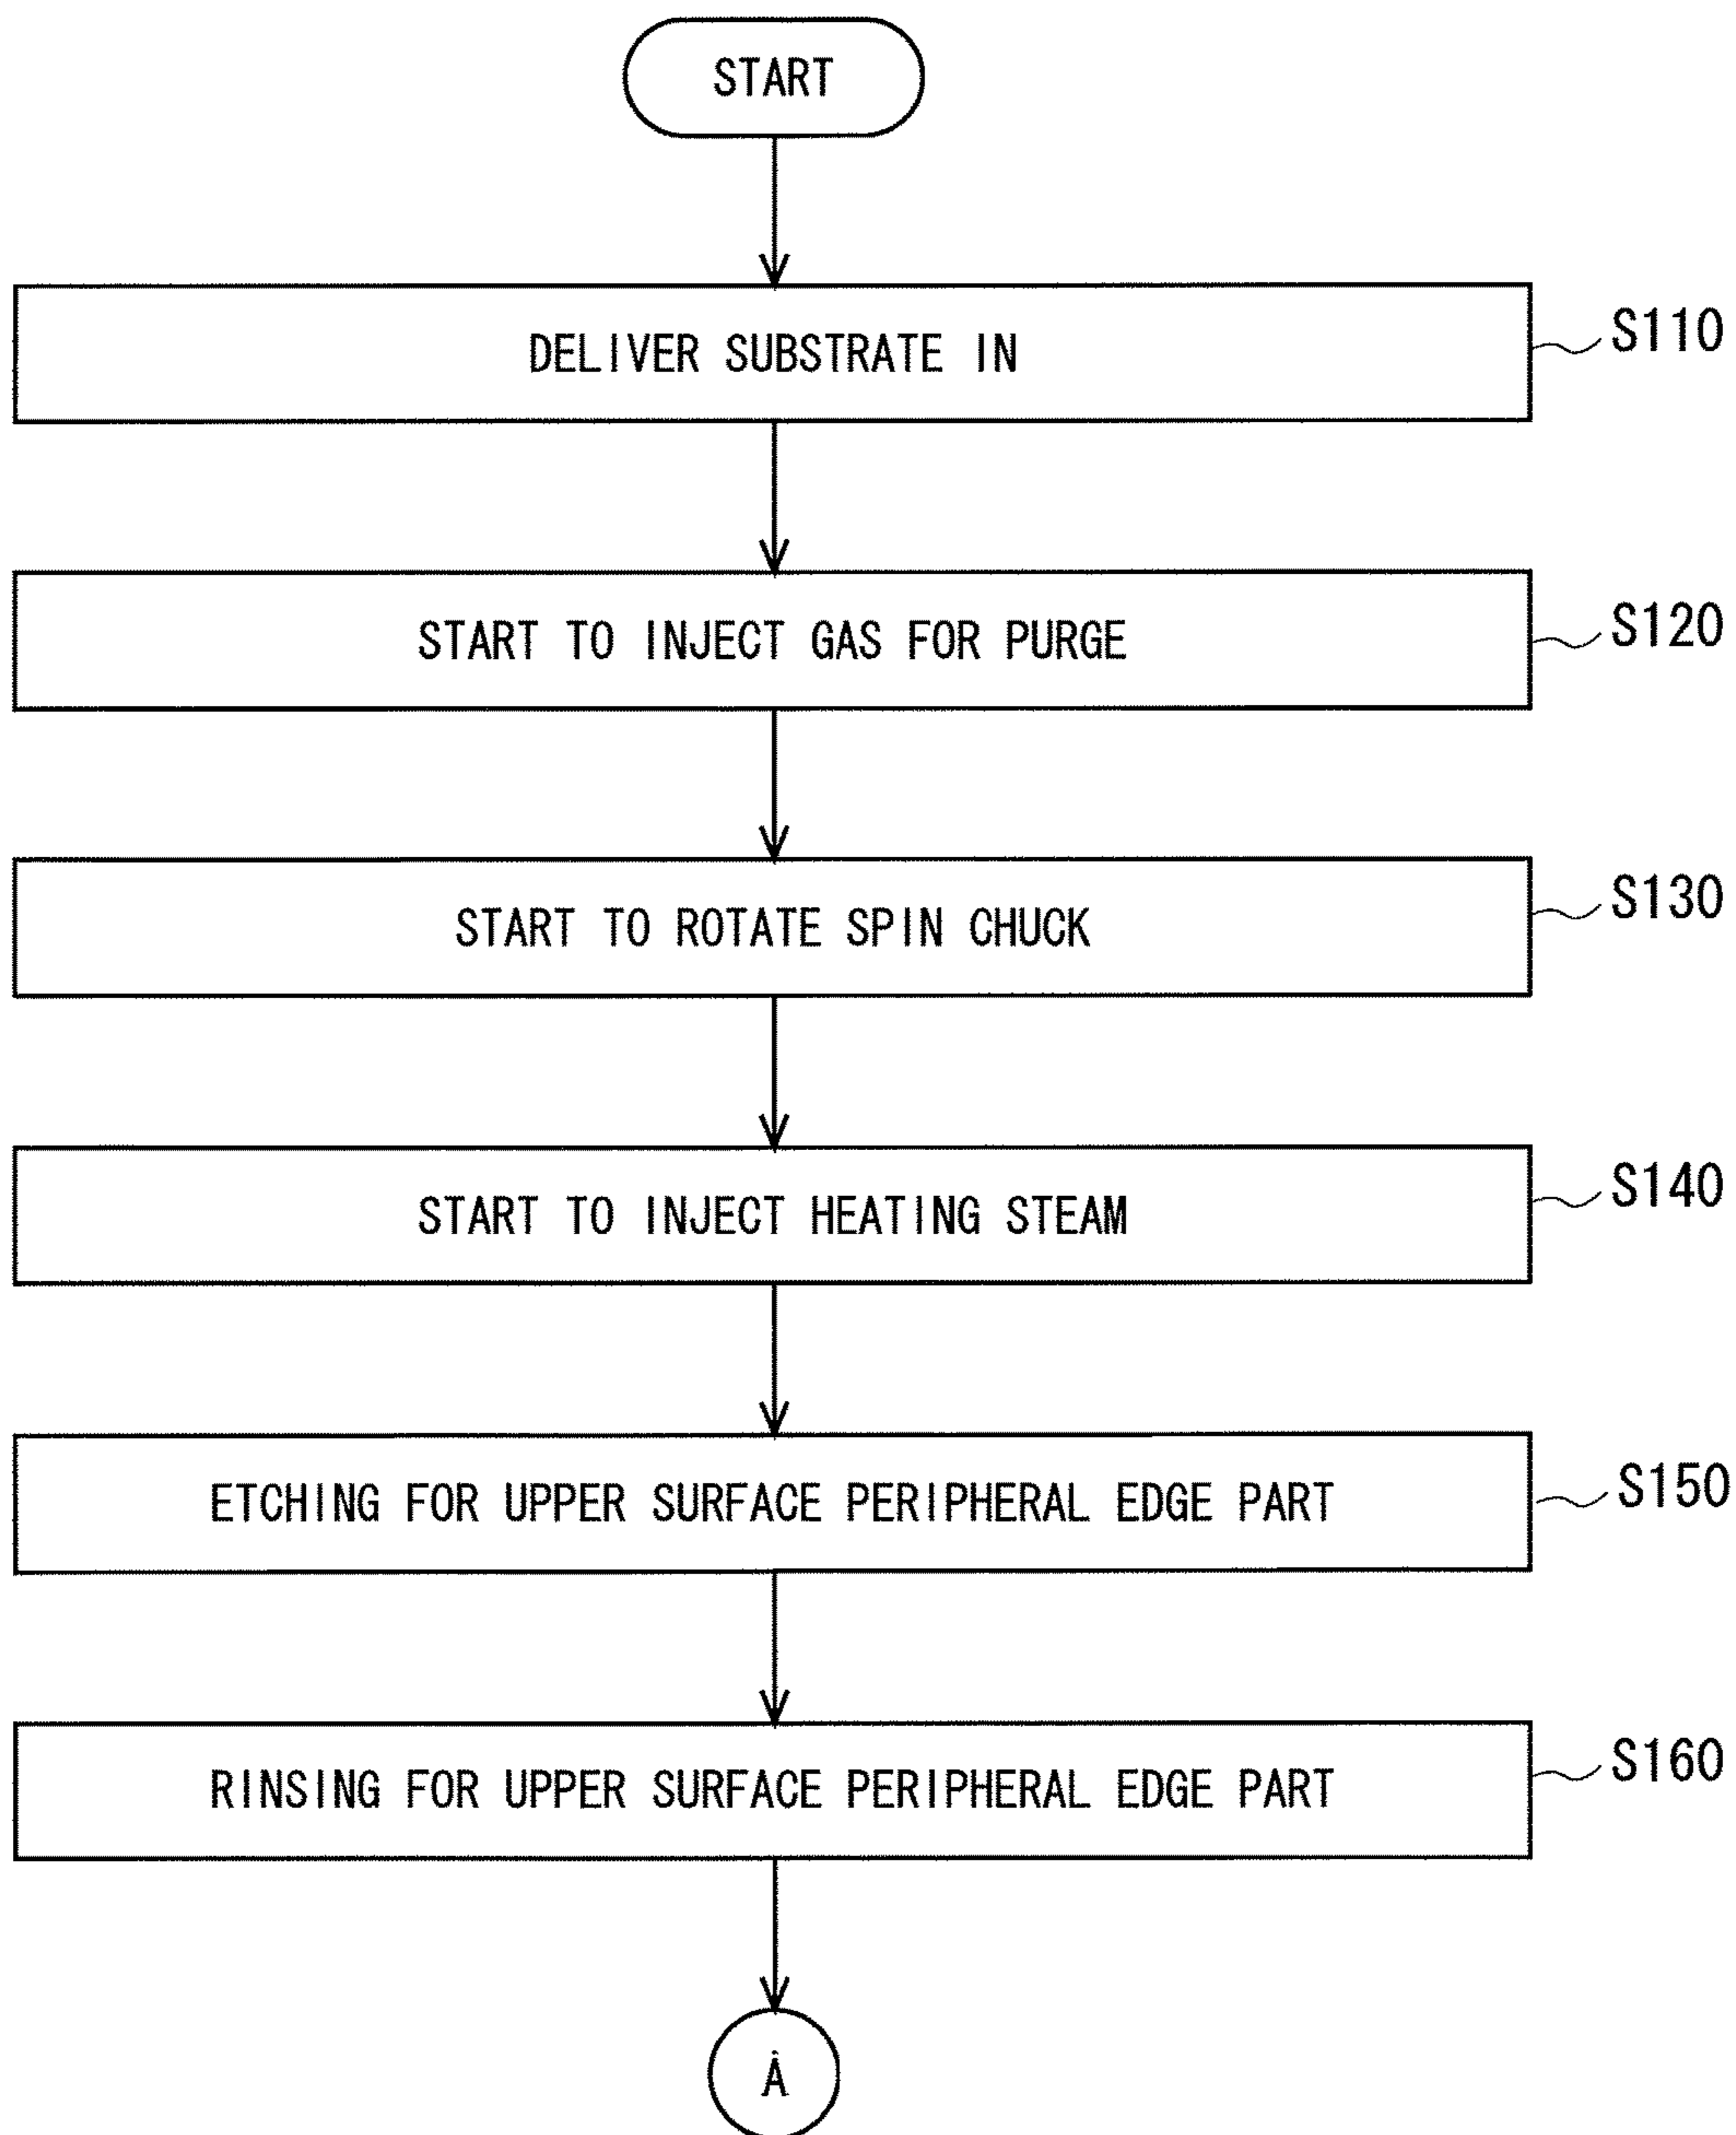 START
DELIVER SUBSTRATE IN
S110
START TO INJECT GAS FOR PURGE
S120
START TO ROTATE SPIN CHUCK
S130
START TO INJECT HEATING STEAM
S140
ETCHING FOR UPPER SURFACE PERIPHERAL EDGE PART
S150
RINSING FOR UPPER SURFACE PERIPHERAL EDGE PART
S160
A